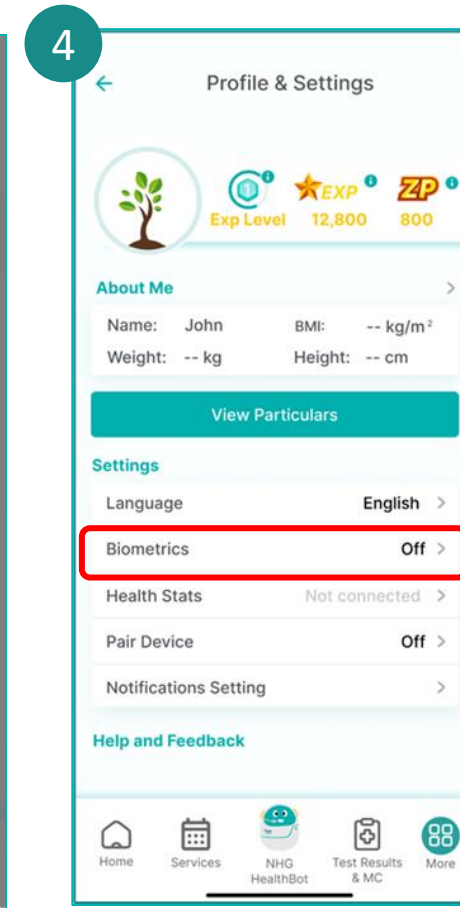 4
Profile & Settings
1
EXP
ZP
Exp Level 12,800 800
About Me
Name: John BMI: -- kg/m²
Weight: -- kg Height: -- cm
View Particulars
Settings
Language English
Biometrics Off
Health Stats Not connected
Pair Device Off
Notifications Setting
Help and Feedback
Home Services NHG HealthBot Test Results & MC More